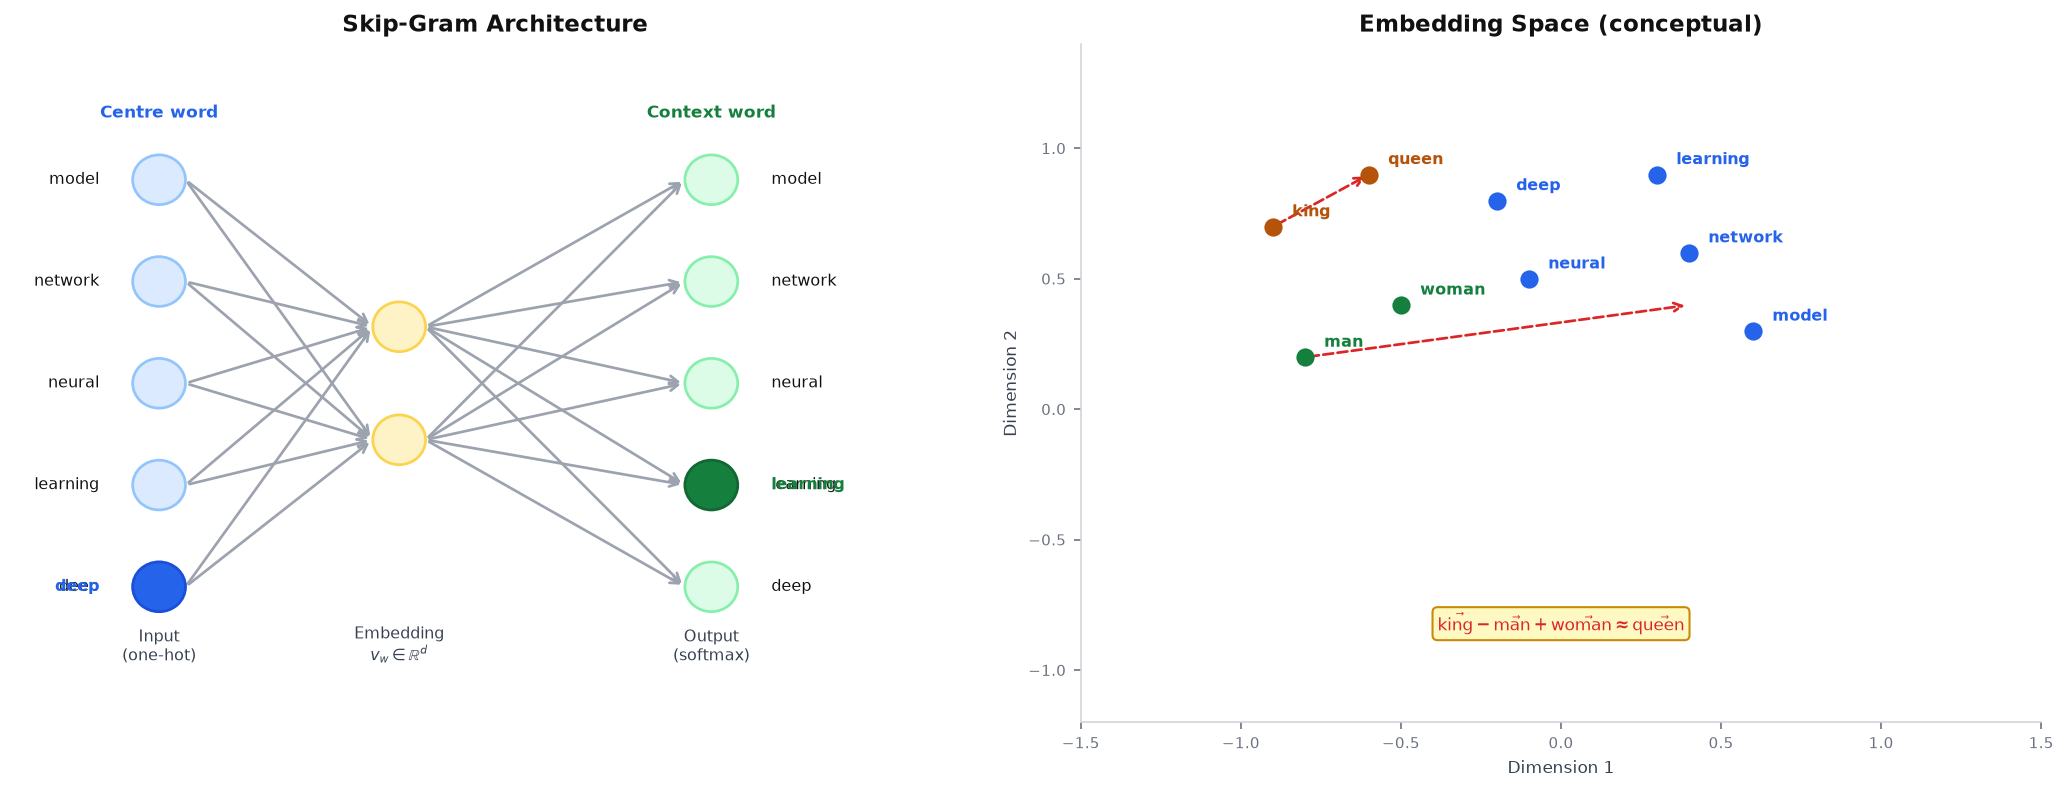 Skip-Gram Architecture
Centre word
Context word
model
network
neural
learning
deep
model
network
neural
learning
deep
Input
(one-hot)
Embedding
v_w ∈ ℝ^d
Output
(softmax)
Embedding Space (conceptual)
Dimension 2
1.0
0.5
0.0
−0.5
−1.0
queen
king
deep
learning
network
neural
woman
man
model
king⃗ − man⃗ + woman⃗ ≈ queen⃗
−1.5
−1.0
−0.5
0.0
0.5
1.0
1.5
Dimension 1